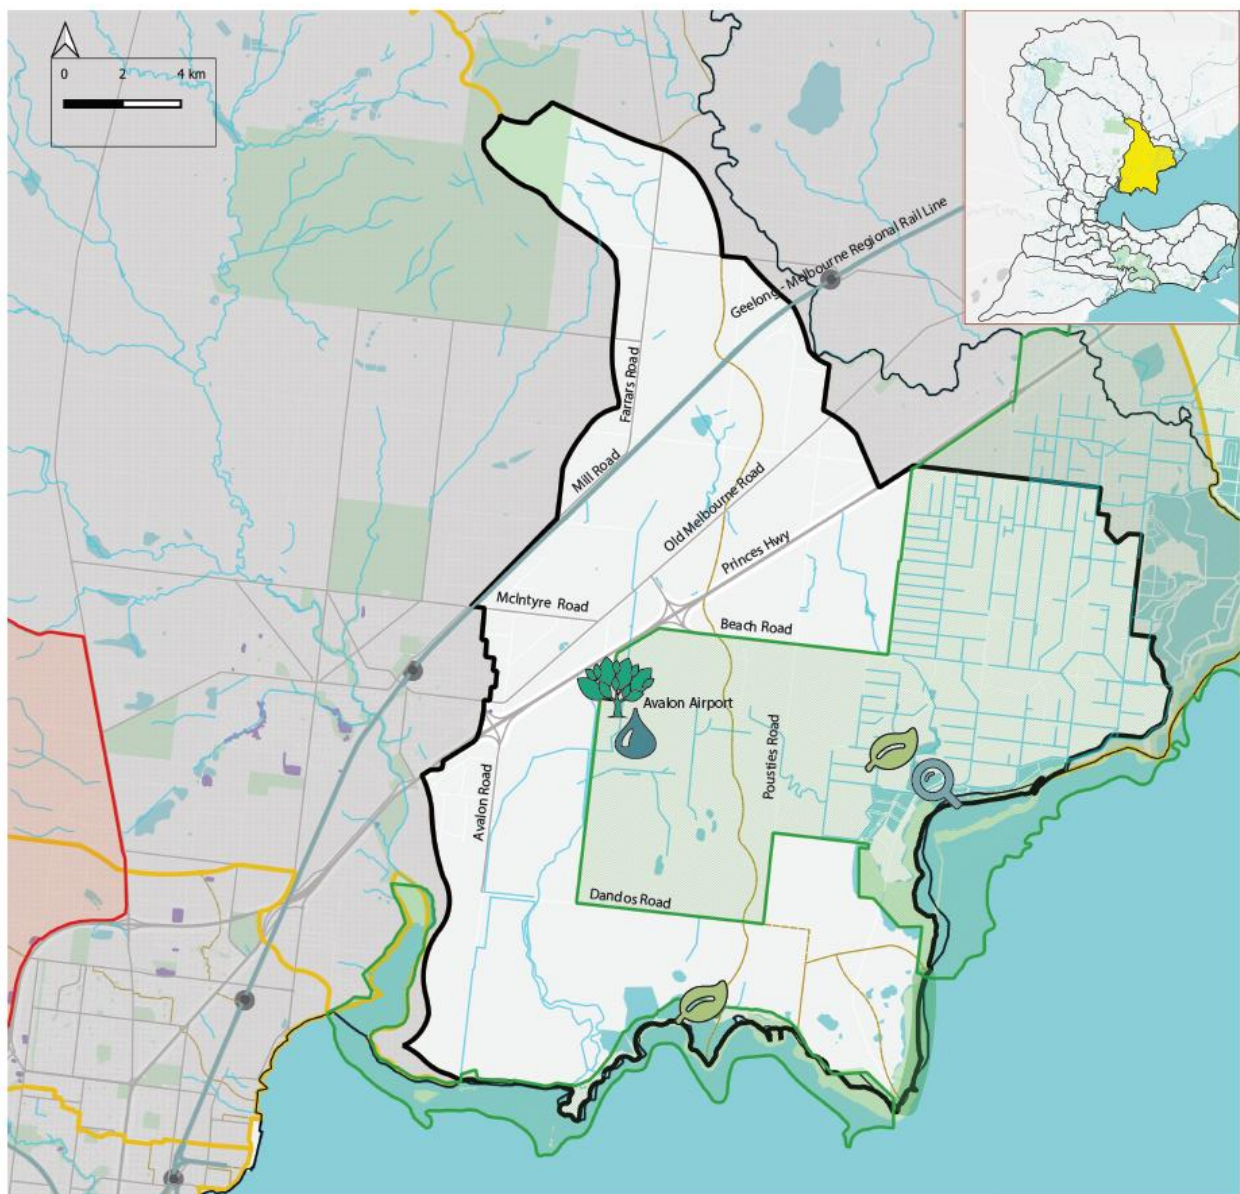 0 2 4 km
Geelong - Melbourne Regional Rail Line
Farrars Road
Mill Road
Old Melbourne Road
Princes Hwy
McIntyre Road
Beach Road
Avalon Airport
Pousties Road
Avalon Road
Dandos Road